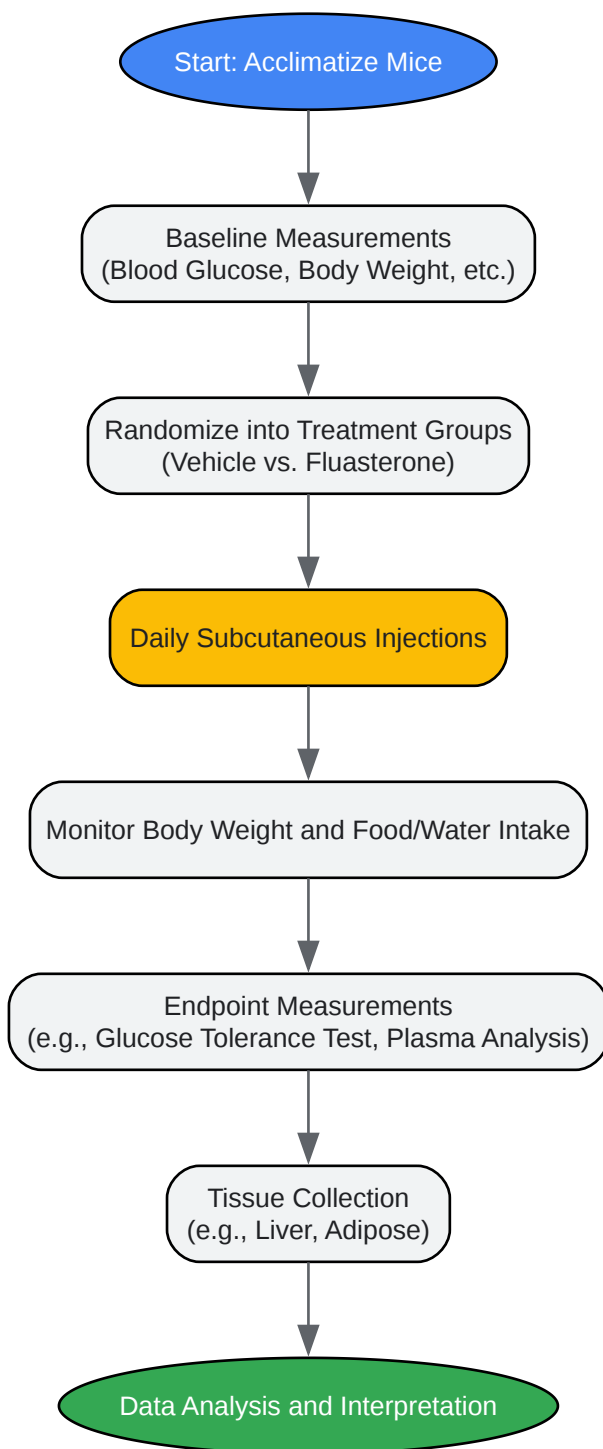 Start: Acclimatize Mice
Baseline Measurements
(Blood Glucose, Body Weight, etc.)
Randomize into Treatment Groups
(Vehicle vs. Fluasterone)
Daily Subcutaneous Injections
Monitor Body Weight and Food/Water Intake
Endpoint Measurements
(e.g., Glucose Tolerance Test, Plasma Analysis)
Tissue Collection
(e.g., Liver, Adipose)
Data Analysis and Interpretation